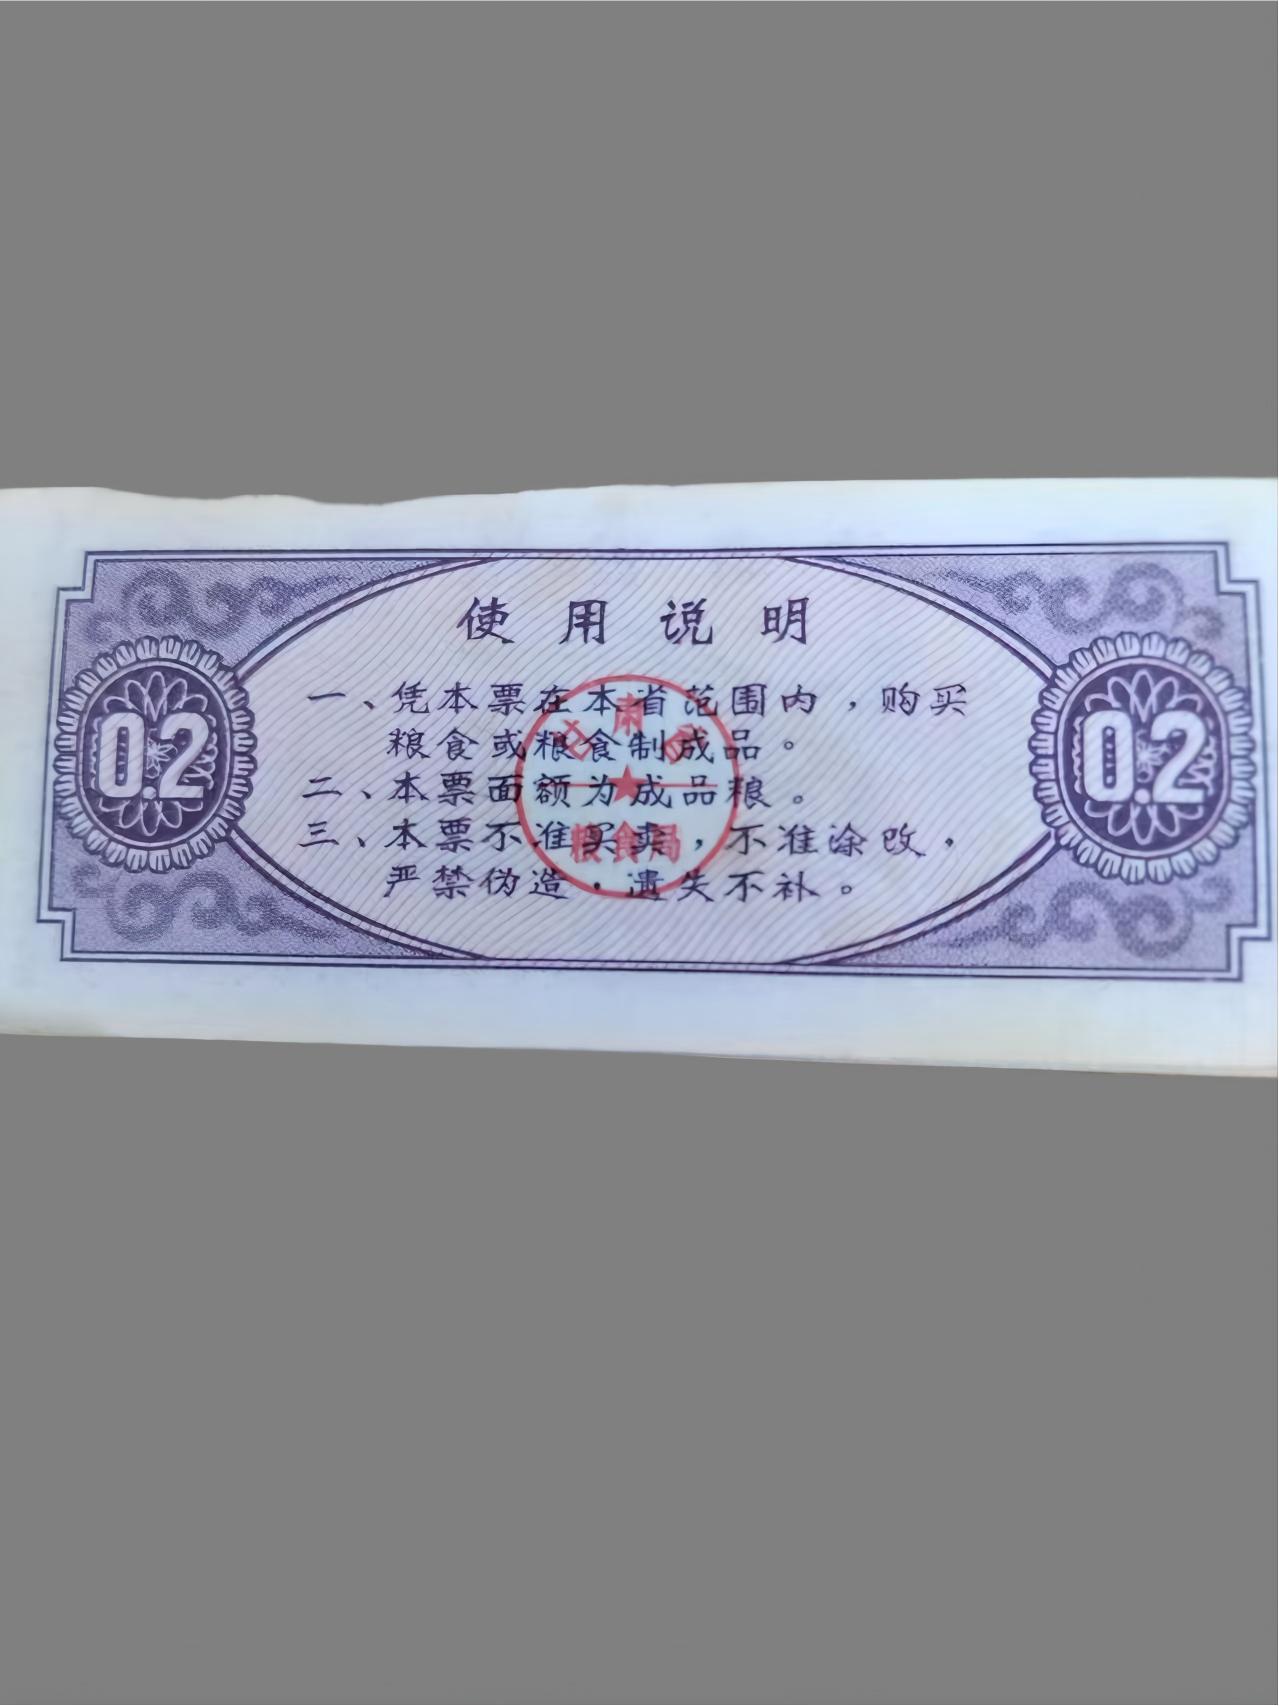 使用说明
一、凭本票在本省范围内，购买
粮食或粮食制成品。
二、本票面额为成品粮。
三、本票不准买卖，不准涂改，
严禁伪造，遗失不补。
0.2
0.2
甘肃省
粮食局